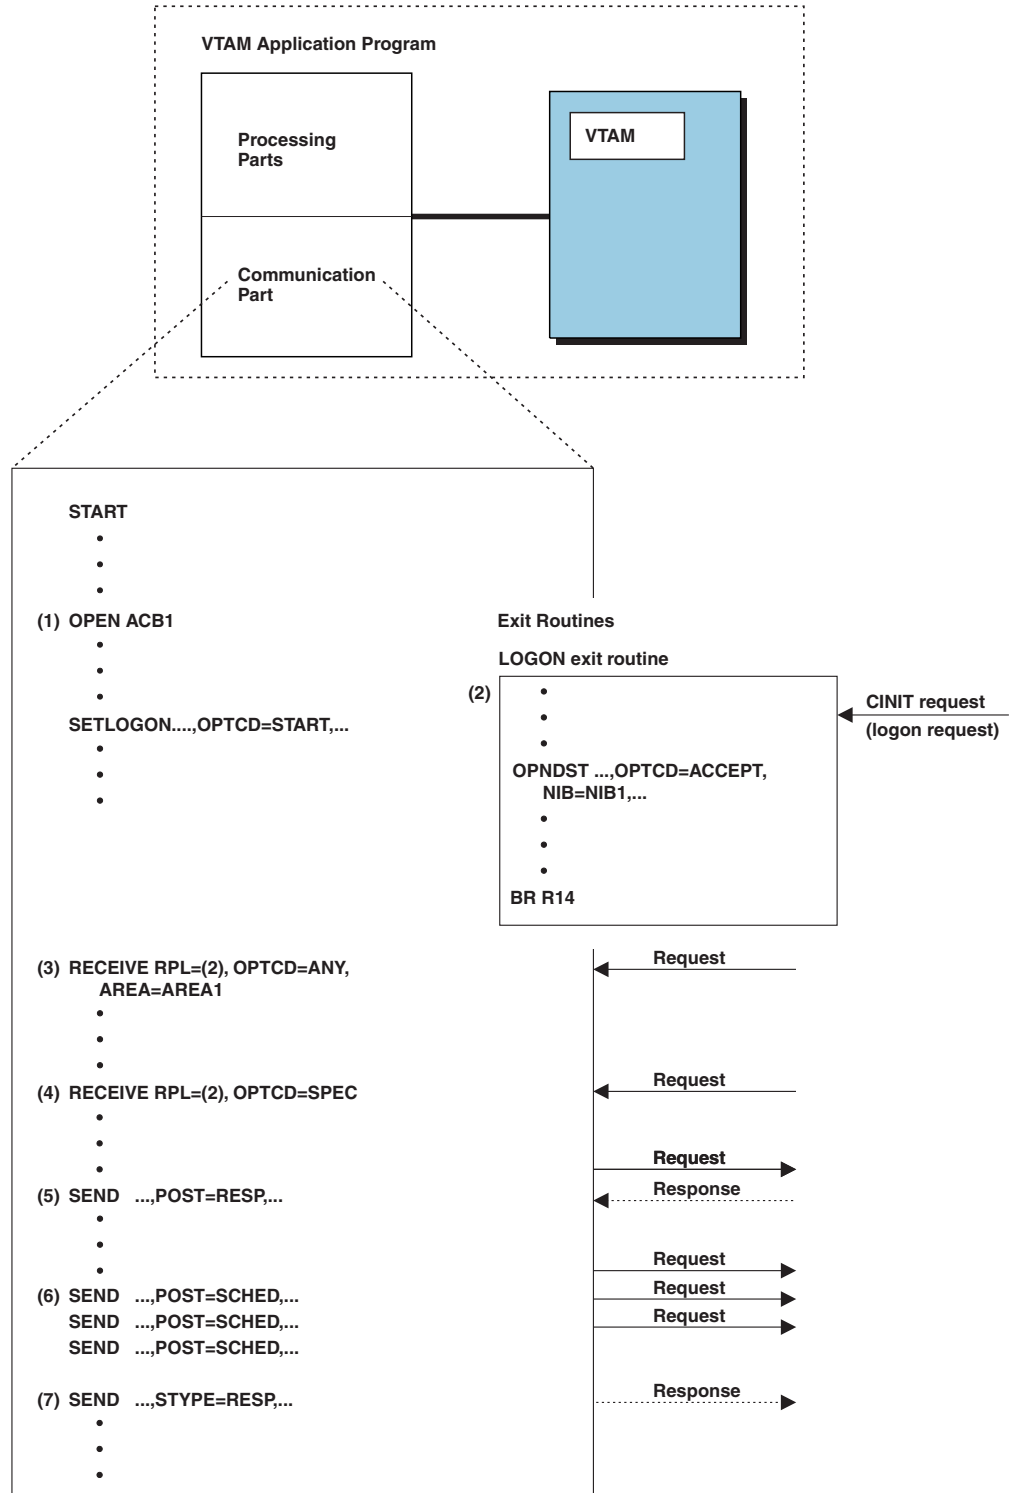 VTAM Application Program
Processing
Parts
VTAM
Communication
Part
START
(1) OPEN ACB1
SETLOGON....,OPTCD=START,...
Exit Routines
LOGON exit routine
(2)
OPNDST ...,OPTCD=ACCEPT,
NIB=NIB1,...
BR R14
CINIT request
(logon request)
(3) RECEIVE RPL=(2), OPTCD=ANY,
AREA=AREA1
Request
(4) RECEIVE RPL=(2), OPTCD=SPEC
Request
Request
(5) SEND ...,POST=RESP,...
Response
Request
(6) SEND ...,POST=SCHED,...
Request
SEND ...,POST=SCHED,...
Request
SEND ...,POST=SCHED,...
(7) SEND ...,STYPE=RESP,...
Response